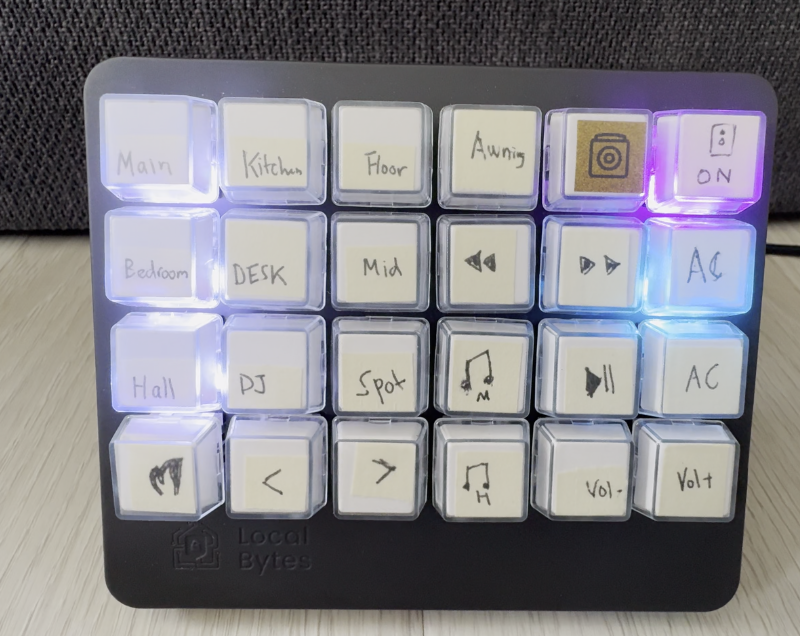 Main
Kitchen
Floor
Awnig
ON
Bedroom
DESK
Mid
AC
Hall
DJ
Spot
M
AC
<
>
H
Vol-
Vol+
Local
Bytes